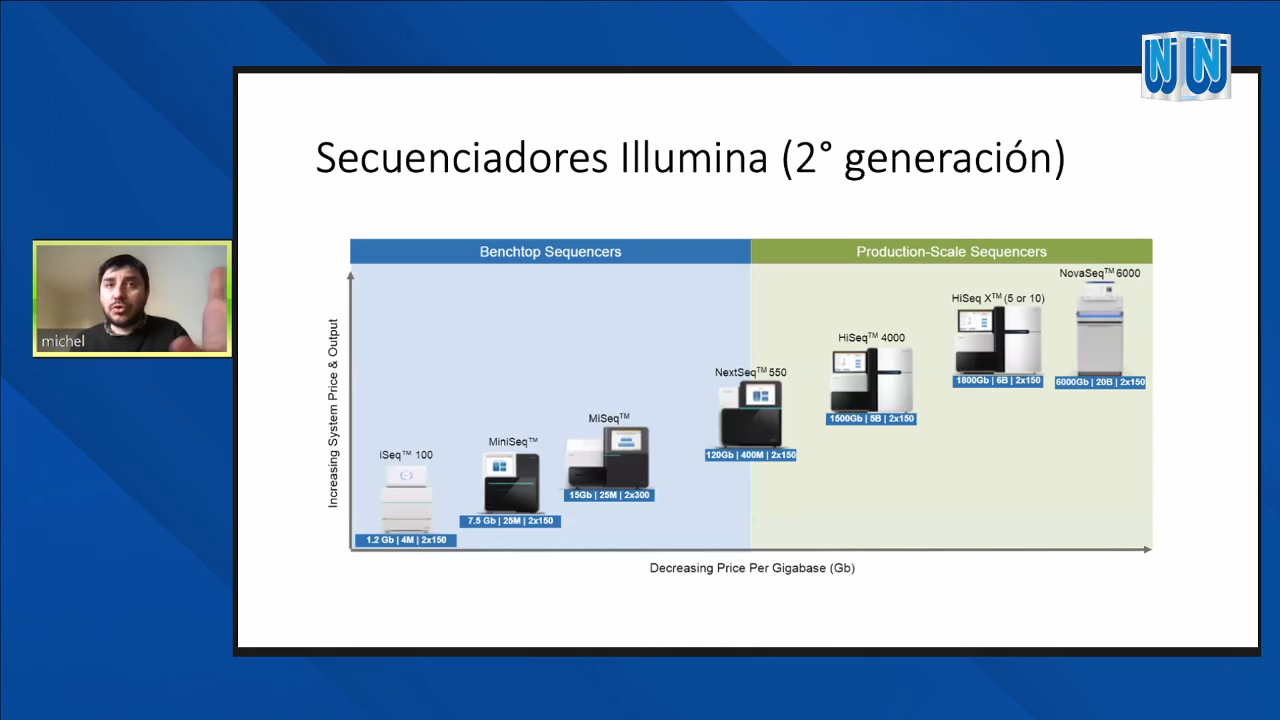 NJ NJ
Secuenciadores Illumina (2° generación)
Benchtop Sequencers
Production-Scale Sequencers
NovaSeq™ 6000
HiSeq X™ (5 or 10)
HiSeq™ 4000
NextSeq™ 550
MiSeq™
MiniSeq™
iSeq™ 100
6000Gb | 20B | 2x150
1800Gb | 6B | 2x150
1500Gb | 5B | 2x150
120Gb | 400M | 2x150
15Gb | 25M | 2x300
7.5 Gb | 25M | 2x150
1.2 Gb | 4M | 2x150
Increasing System Price & Output
Decreasing Price Per Gigabase (Gb)
michel